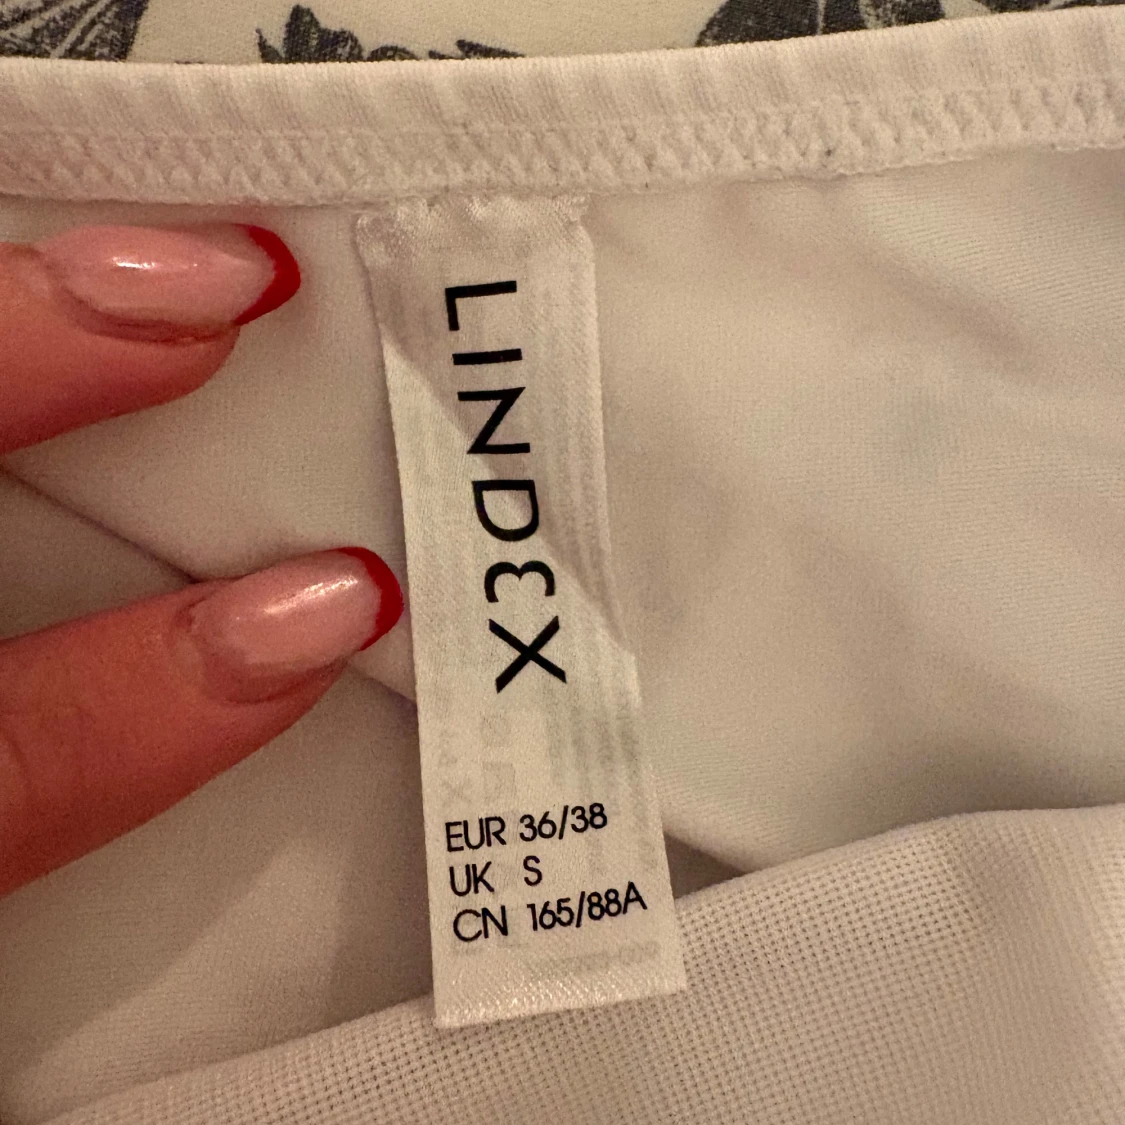 LINDEX
EUR 36/38
UK S
CN 165/88A